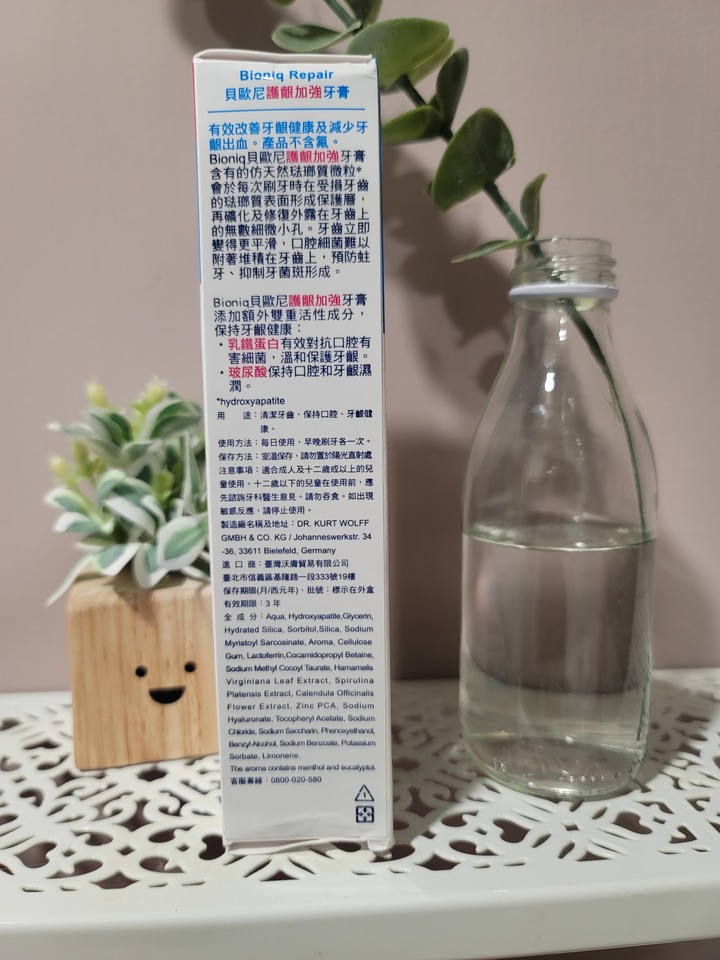 Bioniq Repair
貝歐尼護齦加強牙膏
有效改善牙齦健康及減少牙
齦出血。產品不含氟。
Bioniq貝歐尼護齦加強牙膏
含有的仿天然琺瑯質微粒*
會於每次刷牙時在受損牙齒
的琺瑯質表面形成保護層，
再礦化及修復外露在牙齒上
的無數細微小孔。牙齒立即
變得更平滑，口腔細菌難以
附著堆積在牙齒上，預防蛀
牙、抑制牙菌斑形成。
Bioniq貝歐尼護齦加強牙膏
添加額外雙重活性成分，
保持牙齦健康：
・乳鐵蛋白有效對抗口腔有
害細菌，溫和保護牙齦。
・玻尿酸保持口腔和牙齦濕
潤。
*hydroxyapatite
用 途：清潔牙齒，保持口腔、牙齦健
康。
使用方法：每日使用，早晚刷牙各一次。
保存方法：室溫保存，請勿置於陽光直射處
注意事項：適合成人及十二歲或以上的兒
童使用。十二歲以下的兒童在使用前，應
先諮詢牙科醫生意見。請勿吞食。如出現
敏感反應，請停止使用。
製造廠名稱及地址：DR. KURT WOLFF
GMBH & CO. KG / Johanneswerkstr. 34
-36, 33611 Bielefeld, Germany
進 口 商：臺灣沃膚貿易有限公司
臺北市信義區基隆路一段333號19樓
保存期限(月/西元年)、批號：標示在外盒
有效期限：3 年
全 成 分：Aqua, Hydroxyapatite,Glycerin,
Hydrated Silica, Sorbitol,Silica, Sodium
Myristoyl Sarcosinate, Aroma, Cellulose
Gum, Lactoferrin,Cocamidopropyl Betaine,
Sodium Methyl Cocoyl Taurate, Hamamelis
Virginiana Leaf Extract, Spirulina
Platensis Extract, Calendula Officinalis
Flower Extract, Zinc PCA, Sodium
Hyaluronate, Tocopheryl Acetate, Sodium
Chloride, Sodium Saccharin, Phenoxyethanol,
Benzyl Alcohol, Sodium Benzoate, Potassium
Sorbate, Limonene.
The aroma contains menthol and eucalyptol.
客服專線：0800-020-580